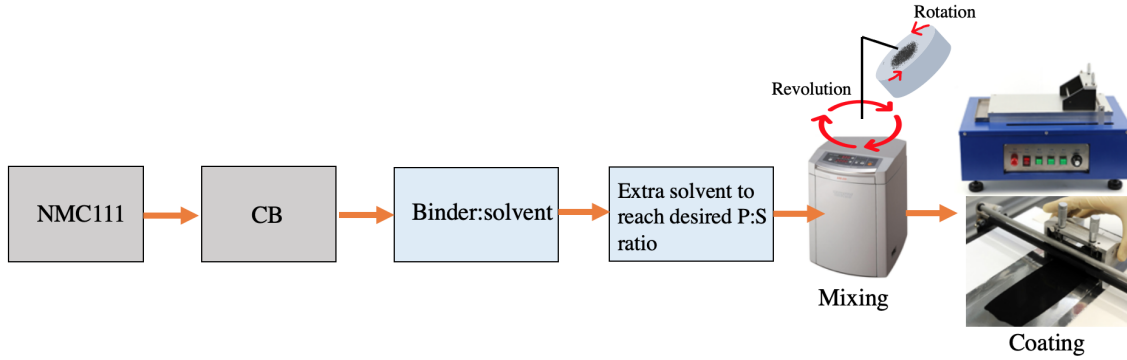 Rotation
Revolution
NMC111
CB
Binder:solvent
Extra solvent to
reach desired P:S
ratio
Mixing
Coating